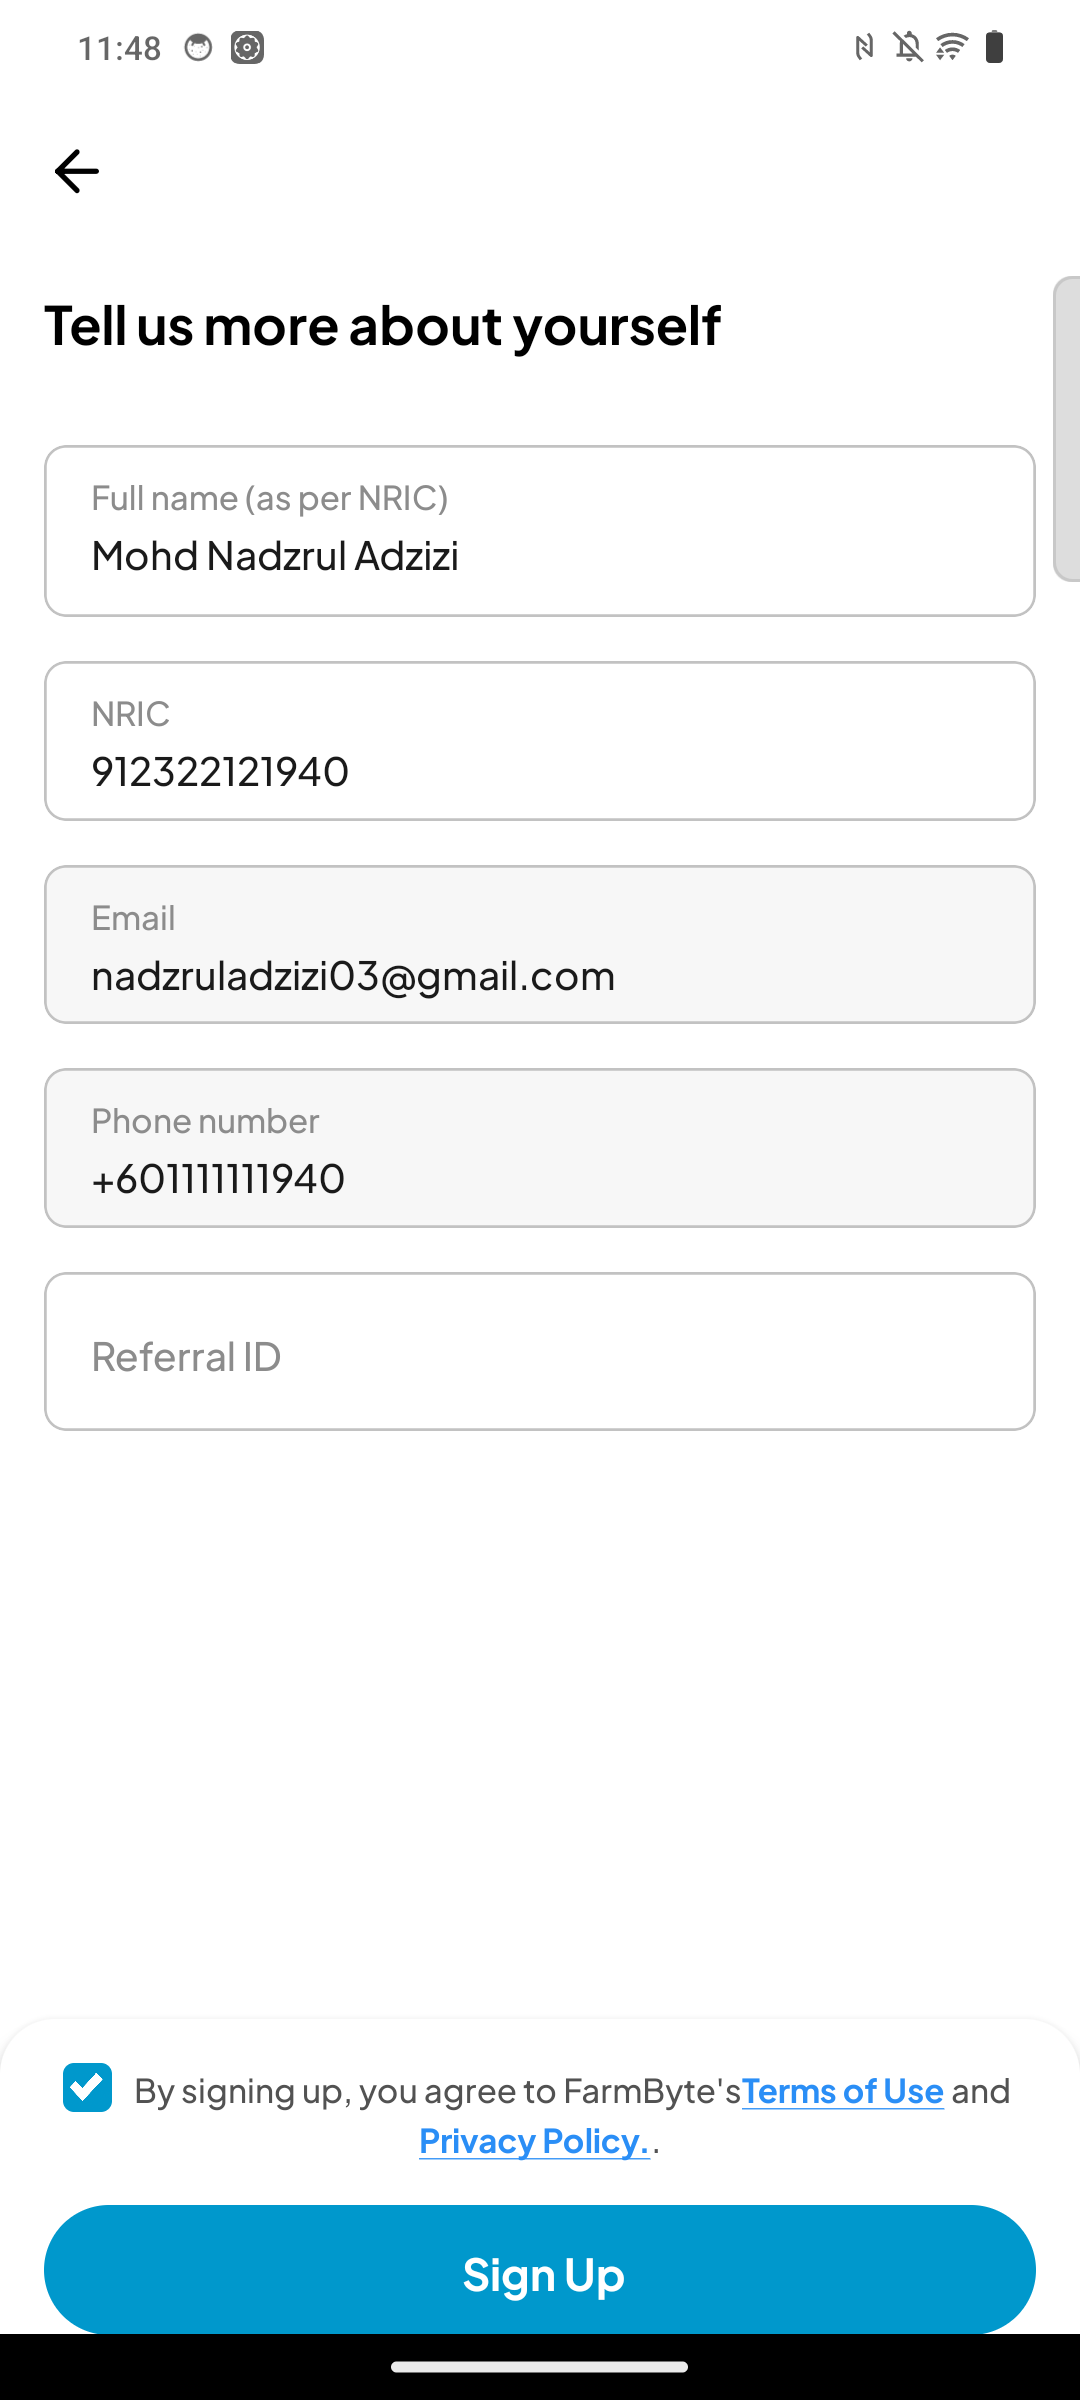 11:48
Tell us more about yourself
Full name (as per NRIC)
Mohd Nadzrul Adzizi
NRIC
912322121940
Email
nadzruladzizi03@gmail.com
Phone number
+601111111940
Referral ID
By signing up, you agree to FarmByte'sTerms of Use and
Privacy Policy..
Sign Up